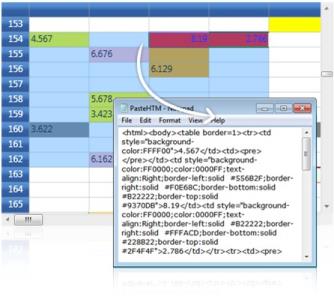 153
154 4.567 8.19 2.786
155 6.676
156 6.129
157
158 5.678
159 3.423
160 3.622
161
162 6.162
163
164
165
PasteHTM - Notepad
File Edit Format View Help
<html><body><table border=1><tr><td
style="background-
color:FFFF00">4.567</td><td><pre>
</pre></td><td style="background-
color:FF0000;color:0000FF;text-
align:Right;border-left:solid #556B2F;border-
right:solid #F0E68C;border-bottom:solid
#B22222;border-top:solid
#9370DB">8.19</td><td style="background-
color:FF0000;color:0000FF;text-
align:Right;border-left:solid #B22222;border-
right:solid #FFFACD;border-bottom:solid
#228B22;border-top:solid
#2F4F4F">2.786</td></tr><tr><td><pre>